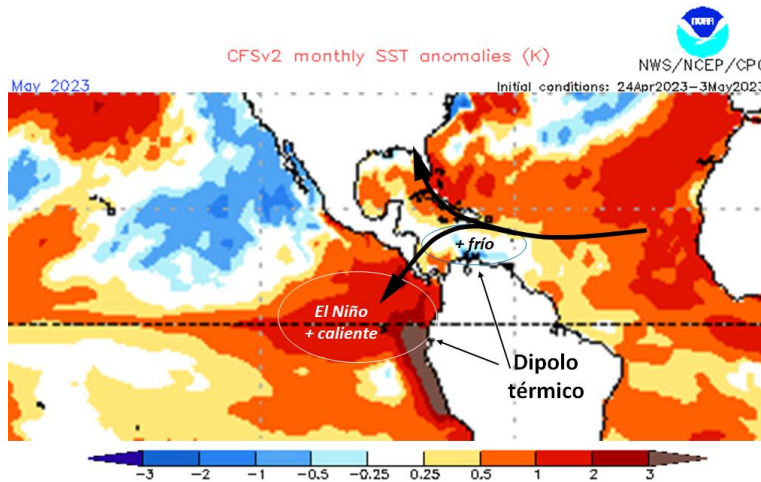 NOAA
CFSv2 monthly SST anomalies (K)
NWS/NCEP/CPC
May 2023
Initial conditions: 24Apr2023-3May2023
+ frío
El Niño
+ caliente
Dipolo
térmico
-3 -2 -1 -0.5 -0.25 0.25 0.5 1 2 3